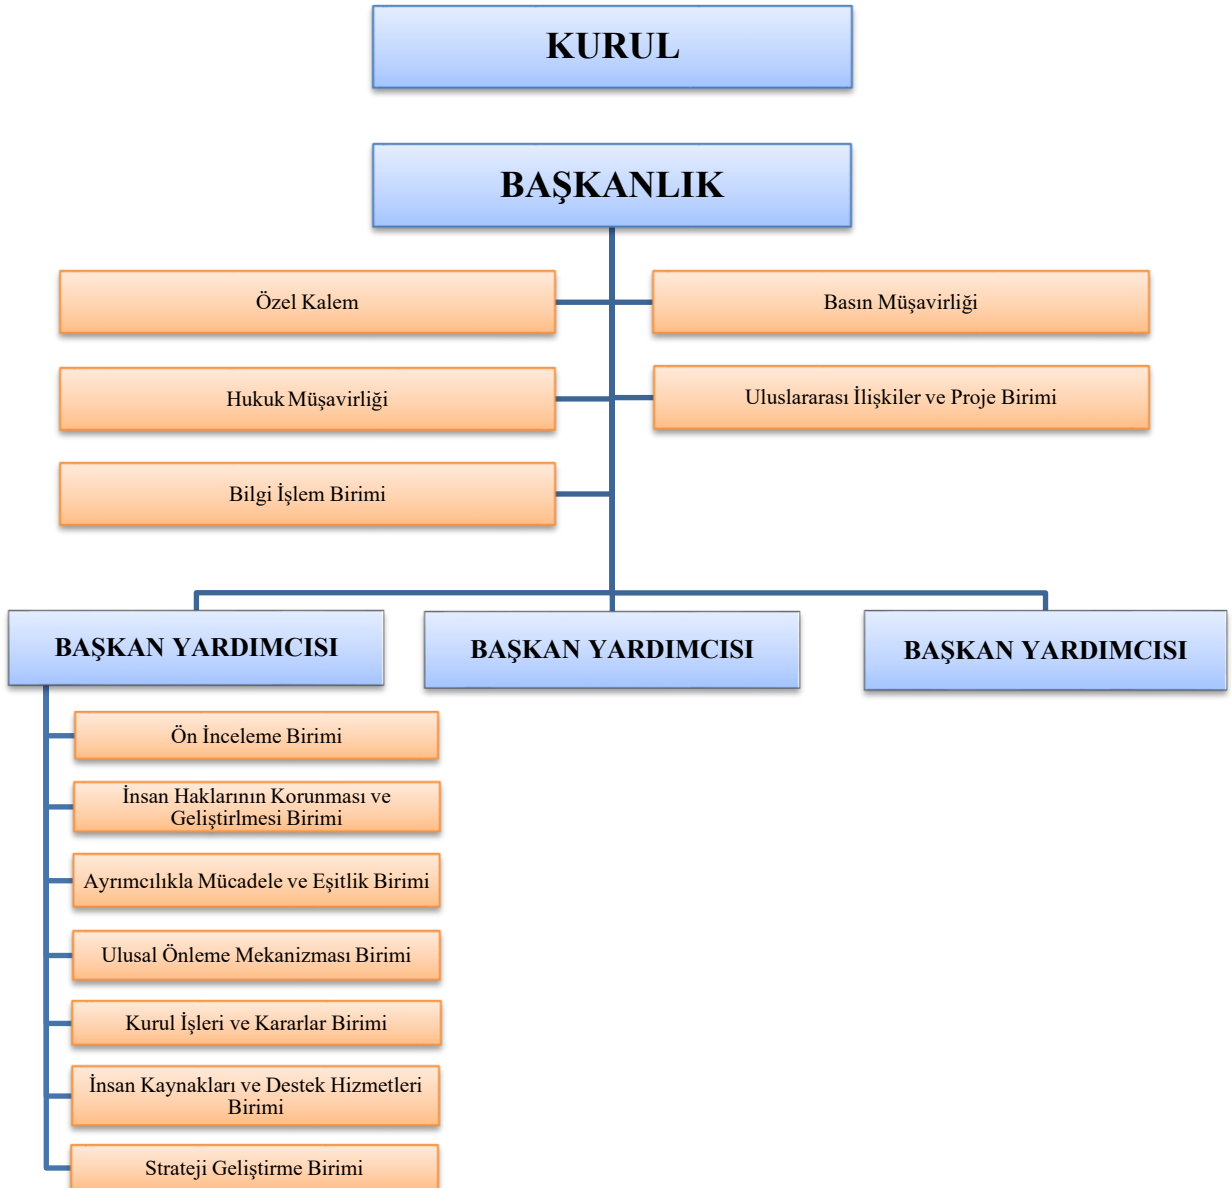 KURUL
BAŞKANLIK
Özel Kalem
Basın Müşavirliği
Hukuk Müşavirliği
Uluslararası İlişkiler ve Proje Birimi
Bilgi İşlem Birimi
BAŞKAN YARDIMCISI
BAŞKAN YARDIMCISI
BAŞKAN YARDIMCISI
Ön İnceleme Birimi
İnsan Haklarının Korunması ve
Geliştirlmesi Birimi
Ayrımcılıkla Mücadele ve Eşitlik Birimi
Ulusal Önleme Mekanizması Birimi
Kurul İşleri ve Kararlar Birimi
İnsan Kaynakları ve Destek Hizmetleri
Birimi
Strateji Geliştirme Birimi